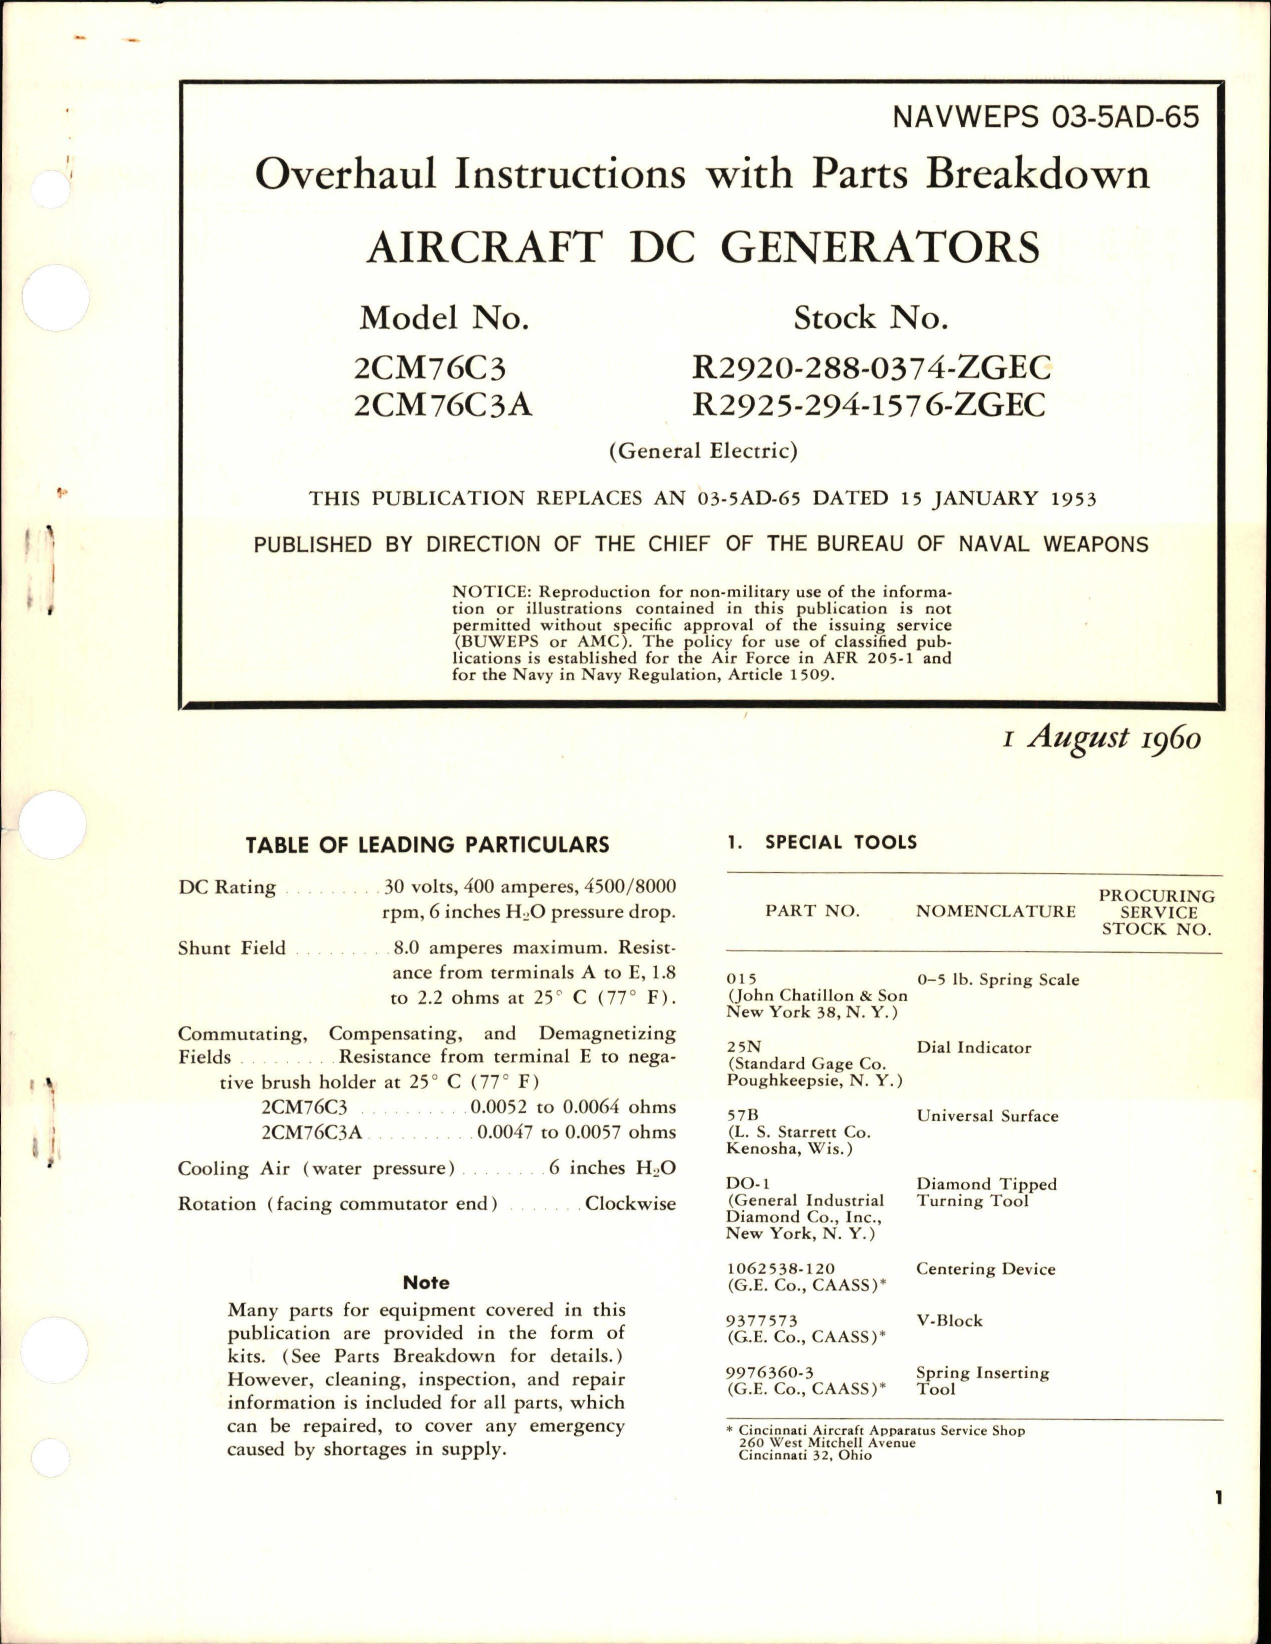 NAVWEPS 03-5AD-65
Overhaul Instructions with Parts Breakdown
AIRCRAFT DC GENERATORS
Model No. Stock No.
2CM76C3 R2920-288-0374-ZGEC
2CM76C3A R2925-294-1576-ZGEC
(General Electric)
THIS PUBLICATION REPLACES AN 03-5AD-65 DATED 15 JANUARY 1953
PUBLISHED BY DIRECTION OF THE CHIEF OF THE BUREAU OF NAVAL WEAPONS
NOTICE: Reproduction for non-military use of the informa-
tion or illustrations contained in this publication is not
permitted without specific approval of the issuing service
(BUWEPS or AMC). The policy for use of classified pub-
lications is established for the Air Force in AFR 205-1 and
for the Navy in Navy Regulation, Article 1509.
1 August 1960
TABLE OF LEADING PARTICULARS
DC Rating . . . . . . . . . 30 volts, 400 amperes, 4500/8000
rpm, 6 inches H₂O pressure drop.
Shunt Field . . . . . . . . . 8.0 amperes maximum. Resist-
ance from terminals A to E, 1.8
to 2.2 ohms at 25° C (77° F).
Commutating, Compensating, and Demagnetizing
Fields . . . . . . . . . Resistance from terminal E to nega-
tive brush holder at 25° C (77° F)
2CM76C3 . . . . . . . . . . 0.0052 to 0.0064 ohms
2CM76C3A . . . . . . . . . . 0.0047 to 0.0057 ohms
Cooling Air (water pressure) . . . . . . . . 6 inches H₂O
Rotation (facing commutator end) . . . . . . . Clockwise
Note
Many parts for equipment covered in this
publication are provided in the form of
kits. (See Parts Breakdown for details.)
However, cleaning, inspection, and repair
information is included for all parts, which
can be repaired, to cover any emergency
caused by shortages in supply.
1. SPECIAL TOOLS
PART NO. NOMENCLATURE PROCURING
SERVICE
STOCK NO.
015 0–5 lb. Spring Scale
(John Chatillon & Son
New York 38, N. Y.)
25N Dial Indicator
(Standard Gage Co.
Poughkeepsie, N. Y.)
57B Universal Surface
(L. S. Starrett Co.
Kenosha, Wis.)
DO-1 Diamond Tipped
(General Industrial Turning Tool
Diamond Co., Inc.,
New York, N. Y.)
1062538-120 Centering Device
(G.E. Co., CAASS)*
9377573 V-Block
(G.E. Co., CAASS)*
9976360-3 Spring Inserting
(G.E. Co., CAASS)* Tool
* Cincinnati Aircraft Apparatus Service Shop
260 West Mitchell Avenue
Cincinnati 32, Ohio
1